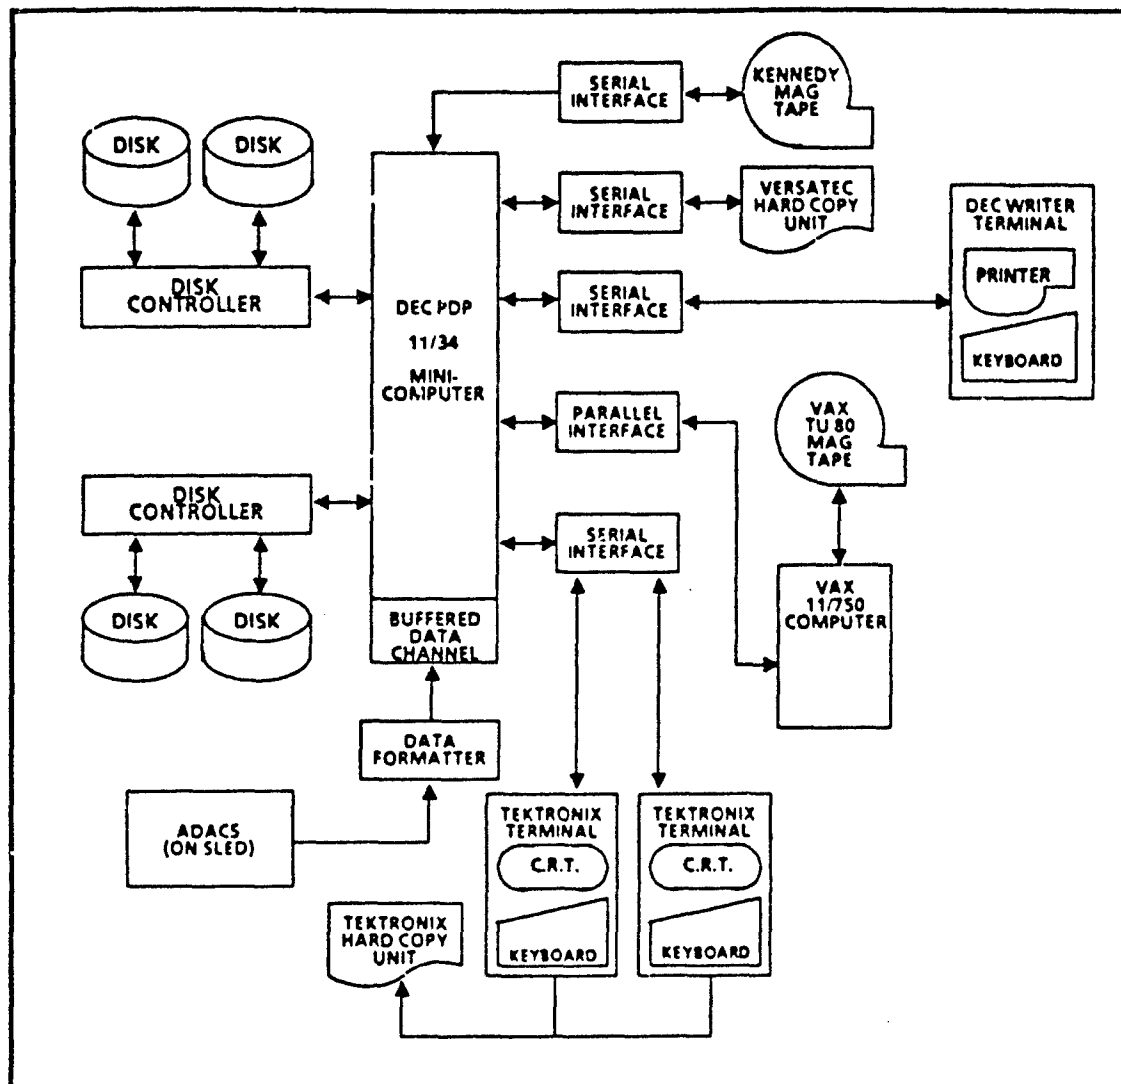 KENNEDY
MAG
TAPE
SERIAL
INTERFACE
DISK
DISK
SERIAL
INTERFACE
VERSATEC
HARD COPY
UNIT
DEC WRITER
TERMINAL
PRINTER
KEYBOARD
DISK
CONTROLLER
DEC PDP
11/34
MINI-
COMPUTER
SERIAL
INTERFACE
PARALLEL
INTERFACE
VAX
TU 80
MAG
TAPE
DISK
CONTROLLER
SERIAL
INTERFACE
VAX
11/750
COMPUTER
DISK
DISK
BUFFERED
DATA
CHANNEL
DATA
FORMATTER
ADACS
(ON SLED)
TEKTRONIX
TERMINAL
C.R.T.
KEYBOARD
TEKTRONIX
TERMINAL
C.R.T.
KEYBOARD
TEKTRONIX
HARD COPY
UNIT